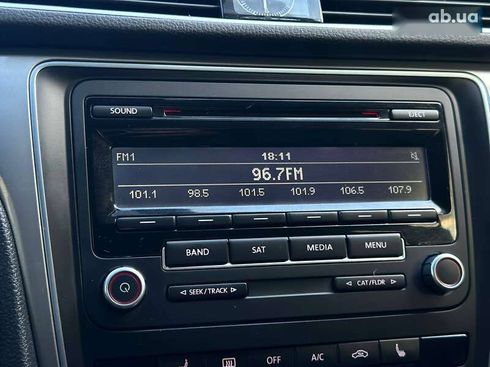 ab.ua
SOUND
EJECT
FM1 18:11
96.7FM
101.1 98.5 101.5 101.9 106.5 107.9
BAND SAT MEDIA MENU
SEEK/TRACK CAT/FLDR
OFF A/C